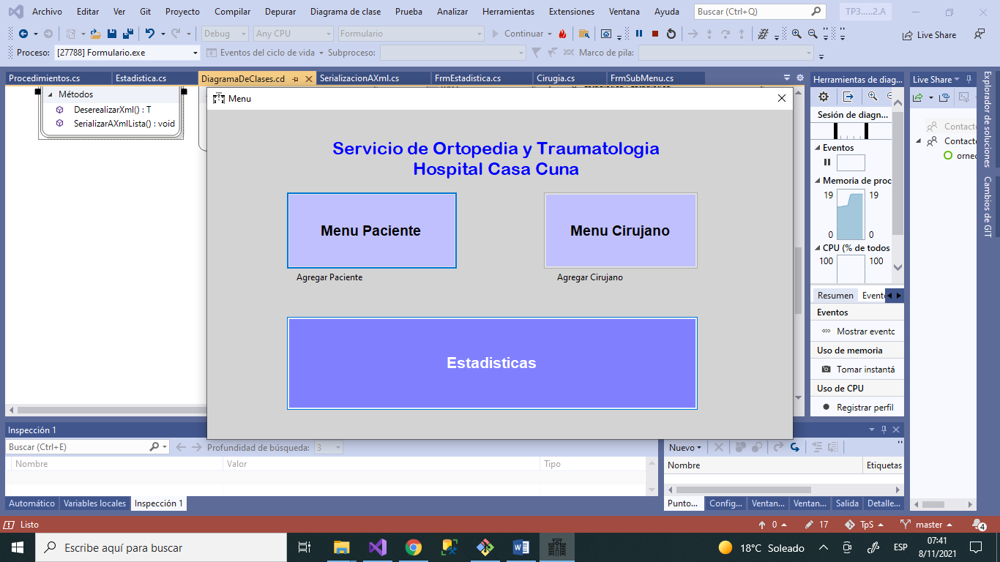 Archivo Editar Ver Git Proyecto Compilar Depurar Diagrama de clase Prueba Analizar Herramientas Extensiones Ventana Ayuda Buscar (Ctrl+Q) TP3.....2.A
Debug Any CPU Formulario Continuar Live Share
Proceso: [27788] Formulario.exe Eventos del ciclo de vida Subproceso: Marco de pila:
Procedimientos.cs Estadistica.cs DiagramaDeClases.cd SerializacionAXml.cs FrmEstadistica.cs Cirugia.cs FrmSubMenu.cs
Herramientas de diag... Live Share
Métodos
DeserealizarXml() : T
SerializarAXmlLista() : void
Menu
Servicio de Ortopedia y Traumatologia
Hospital Casa Cuna
Menu Paciente
Menu Cirujano
Agregar Paciente
Agregar Cirujano
Estadisticas
Sesión de diagn...
Eventos
Memoria de proc
19 19
0 0
CPU (% de todos
100 100
Resumen Evento
Eventos
Mostrar evento
Uso de memoria
Tomar instantá
Uso de CPU
Registrar perfil
Contacto
Contacto
orne
Explorador de soluciones
Cambios de GIT
Inspección 1
Buscar (Ctrl+E) Profundidad de búsqueda: 3
Nombre Valor Tipo
Automático Variables locales Inspección 1
Nuevo
Nombre Etiquetas
Punto... Config... Ventan... Ventan... Salida Detalle...
Listo 0 17 TpS master 4
Escribe aquí para buscar 18°C Soleado ESP 07:41
8/11/2021